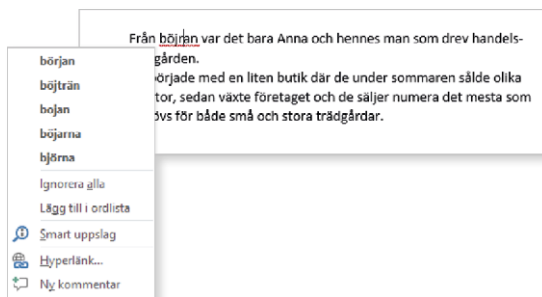 Från böjran var det bara Anna och hennes man som drev handels-
gården.
började med en liten butik där de under sommaren sålde olika
tor, sedan växte företaget och de säljer numera det mesta som
övs för både små och stora trädgårdar.
början
böjträn
bojan
böjarna
björna
Ignorera alla
Lägg till i ordlista
Smart uppslag
Hyperlänk...
Ny kommentar